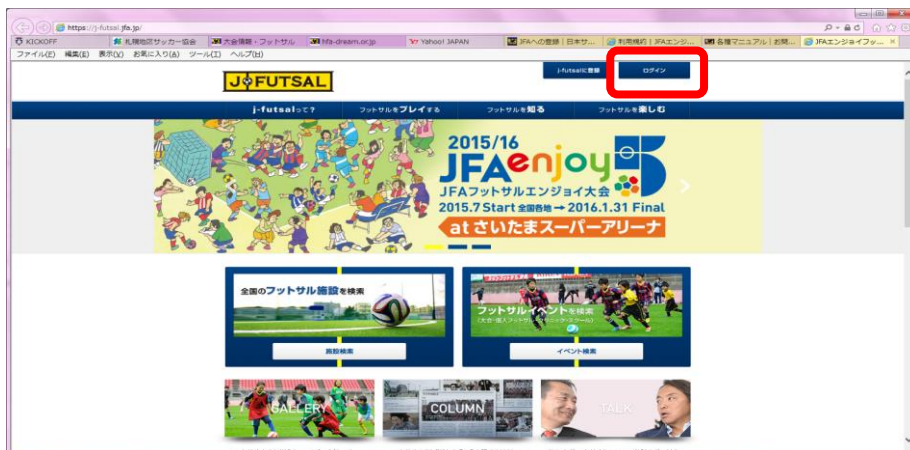 https://j-futsal.jfa.jp/
KICKOFF
札幌地区サッカー協会
大会情報・フットサル
hfa-dream.or.jp
Yahoo! JAPAN
JFAへの登録 | 日本サ...
利用規約 | JFAエンジ...
各種マニュアル | お問...
JFAエンジョイフッ...
ファイル(F) 編集(E) 表示(V) お気に入り(A) ツール(T) ヘルプ(H)
J FUTSAL
j-futsalに登録
ログイン
j-futsalって?
フットサルをプレイする
フットサルを知る
フットサルを楽しむ
2015/16
JFAenjoy5
JFAフットサルエンジョイ大会
2015.7 Start 全国各地 → 2016.1.31 Final
at さいたまスーパーアリーナ
全国のフットサル施設を検索
フットサルイベントを検索
施設検索
イベント検索
GALLERY
COLUMN
TALK